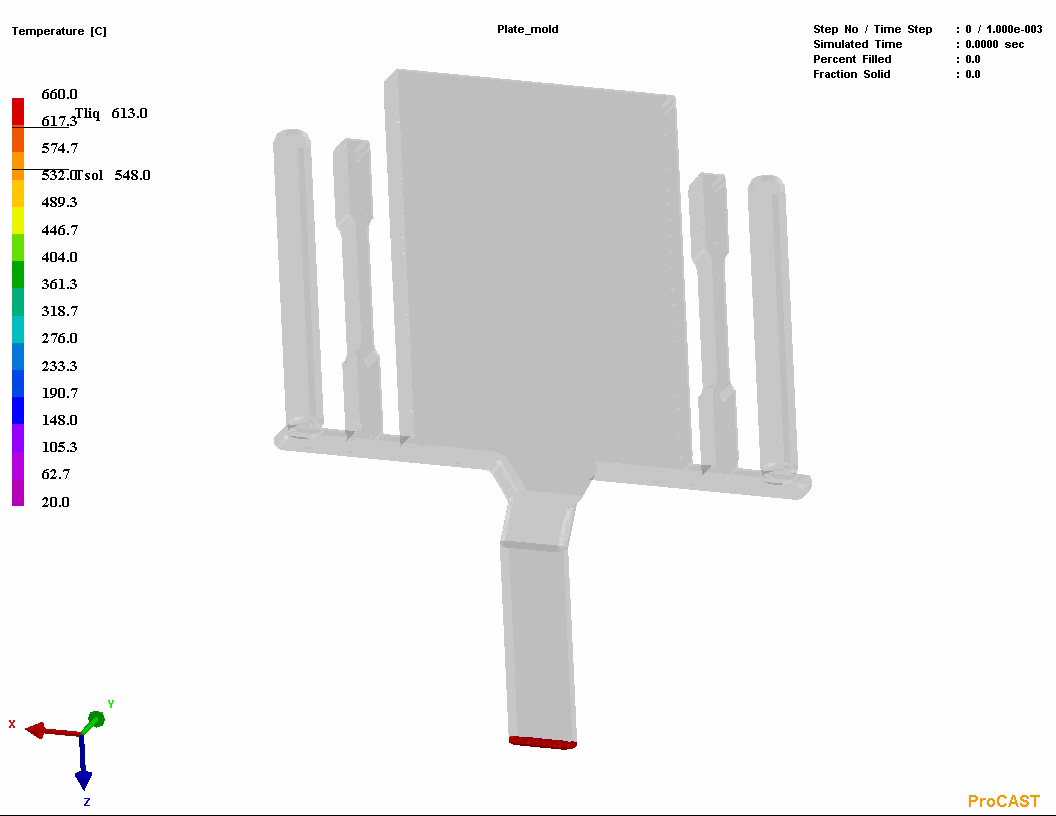 Temperature [C]
Plate_mold
Step No / Time Step : 0 / 1.000e-003
Simulated Time : 0.0000 sec
Percent Filled : 0.0
Fraction Solid : 0.0
660.0
Tliq 613.0
617.3
574.7
532.0
Tsol 548.0
489.3
446.7
404.0
361.3
318.7
276.0
233.3
190.7
148.0
105.3
62.7
20.0
Y
X
Z
ProCAST